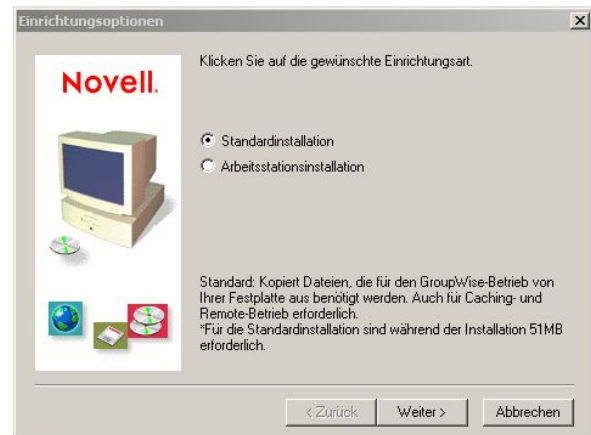 Einrichtungsoptionen
Novell.
Klicken Sie auf die gewünschte Einrichtungsart.
Standardinstallation
Arbeitsstationsinstallation
Standard: Kopiert Dateien, die für den GroupWise-Betrieb von
Ihrer Festplatte aus benötigt werden. Auch für Caching- und
Remote-Betrieb erforderlich.
*Für die Standardinstallation sind während der Installation 51MB
erforderlich.
< Zurück
Weiter >
Abbrechen